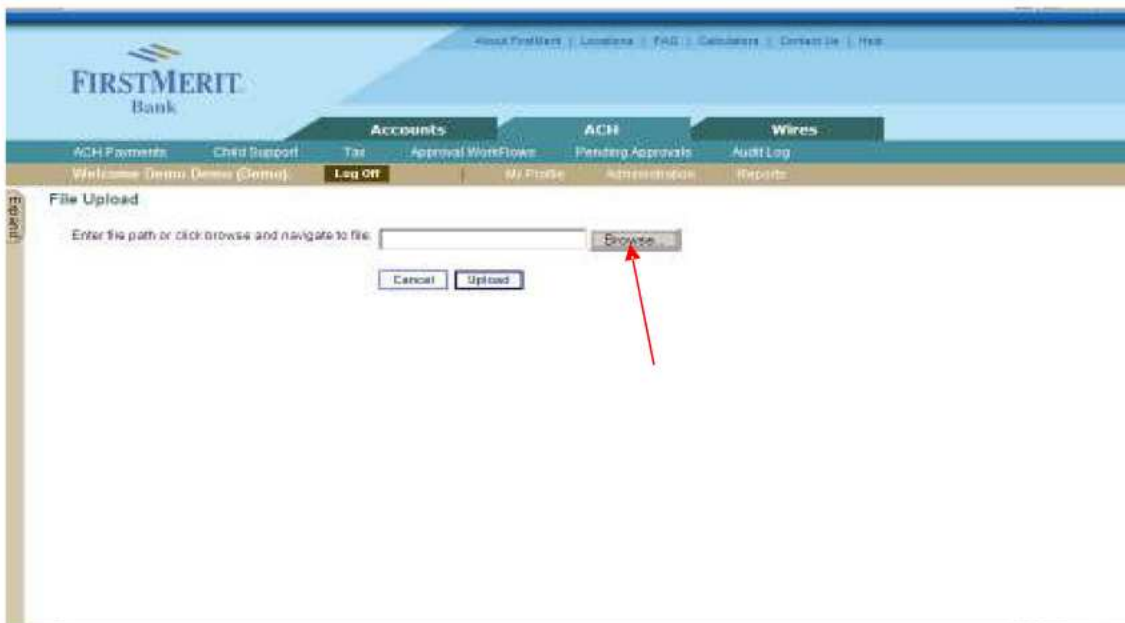 About FirstMerit | Locations | FAQ | Calculators | Contact Us | Help
FIRSTMERIT
Bank
Accounts ACH Wires
ACH Payments Child Support Tax Approval WorkFlows Pending Approvals Audit Log
Welcome Demo Demo (Demo) Log Off | My Profile Administration Reports
Expand
File Upload
Enter file path or click browse and navigate to file: Browse...
Cancel Upload